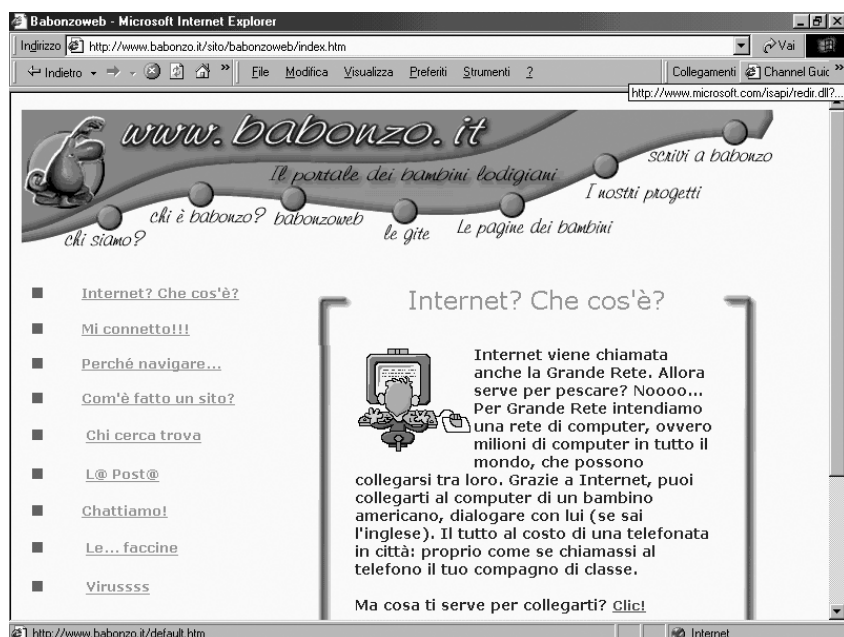 Babonzoweb - Microsoft Internet Explorer
Indirizzo http://www.babonzo.it/sito/babonzoweb/index.htm Vai
Indietro » File Modifica Visualizza Preferiti Strumenti ? Collegamenti Channel Guic »
http://www.microsoft.com/isapi/redir.dll?...
www.babonzo.it
Il portale dei bambini lodigiani
chi siamo?
chi è babonzo?
babonzoweb
le gite
Le pagine dei bambini
I nostri progetti
scrivi a babonzo
Internet? Che cos'è?
Mi connetto!!!
Perché navigare...
Com'è fatto un sito?
Chi cerca trova
L@ Post@
Chattiamo!
Le... faccine
Virussss
Internet? Che cos'è?
Internet viene chiamata
anche la Grande Rete. Allora
serve per pescare? Noooo...
Per Grande Rete intendiamo
una rete di computer, ovvero
milioni di computer in tutto il
mondo, che possono
collegarsi tra loro. Grazie a Internet, puoi
collegarti al computer di un bambino
americano, dialogare con lui (se sai
l'inglese). Il tutto al costo di una telefonata
in città: proprio come se chiamassi al
telefono il tuo compagno di classe.
Ma cosa ti serve per collegarti? Clic!
http://www.babonzo.it/default.htm
Internet